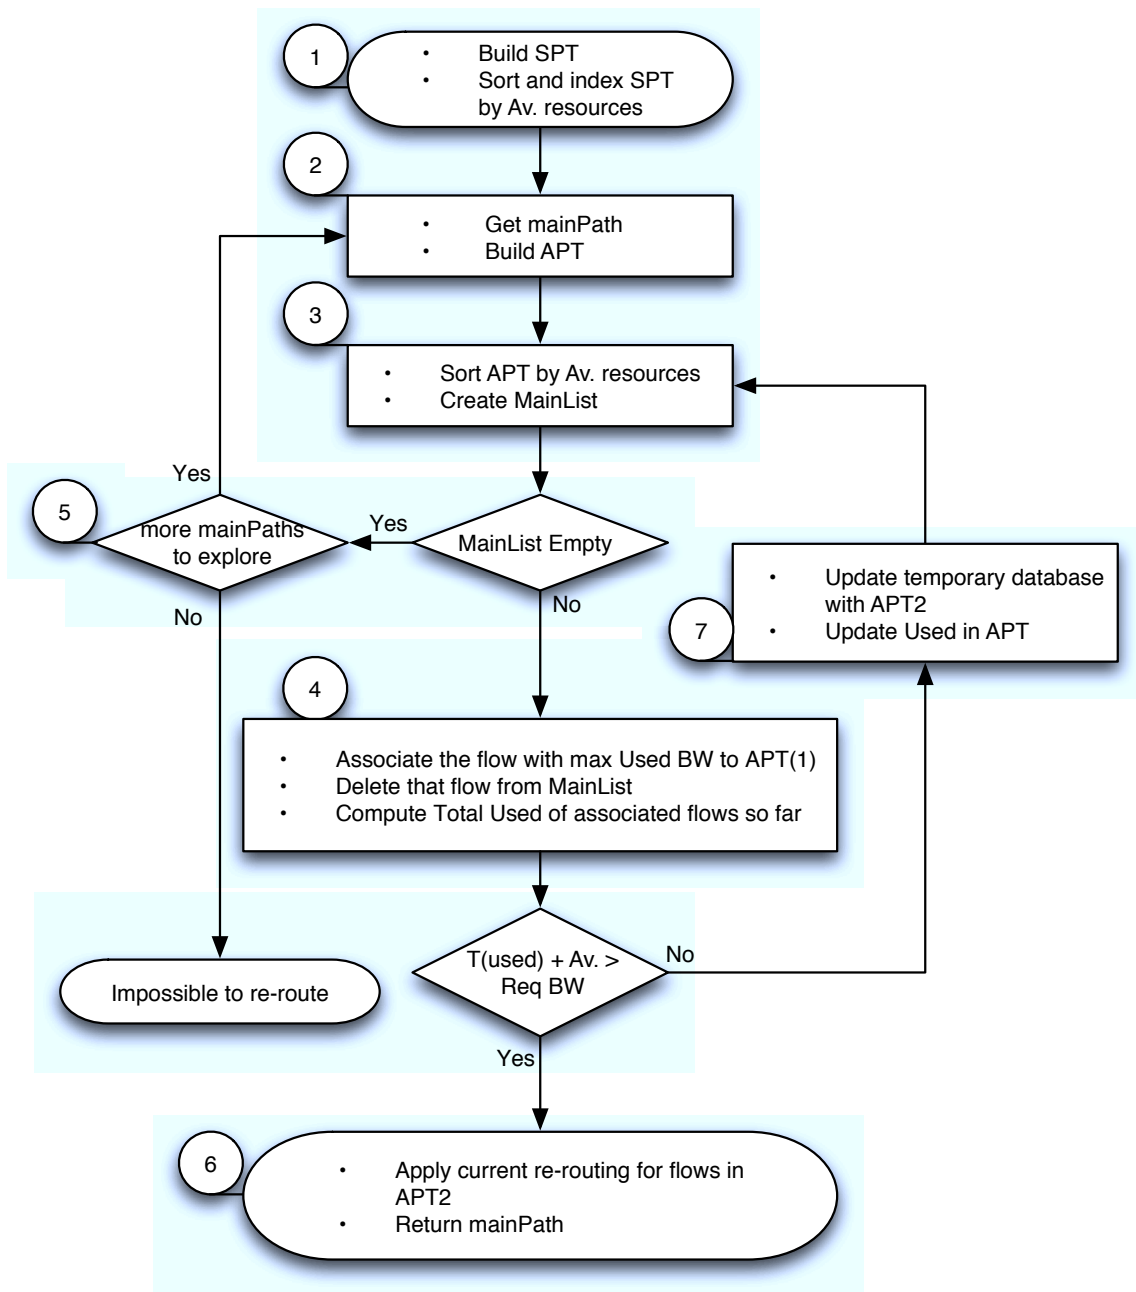 1
• Build SPT
• Sort and index SPT
by Av. resources
2
• Get mainPath
• Build APT
3
• Sort APT by Av. resources
• Create MainList
Yes
5
more mainPaths
to explore
Yes
MainList Empty
No
No
• Update temporary database
with APT2
• Update Used in APT
7
4
• Associate the flow with max Used BW to APT(1)
• Delete that flow from MainList
• Compute Total Used of associated flows so far
Impossible to re-route
T(used) + Av. >
Req BW
No
Yes
6
• Apply current re-routing for flows in
APT2
• Return mainPath